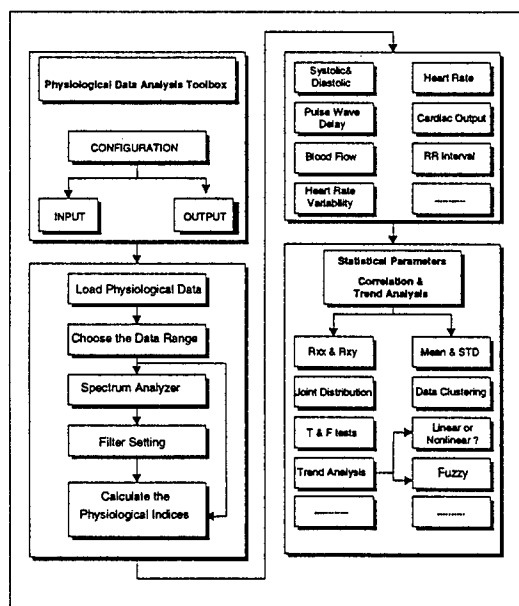 Physiological Data Analysis Toolbox
CONFIGURATION
INPUT
OUTPUT
Load Physiological Data
Choose the Data Range
Spectrum Analyzer
Filter Setting
Calculate the
Physiological Indices
Systolic&
Diastolic
Heart Rate
Pulse Wave
Delay
Cardiac Output
Blood Flow
RR Interval
Heart Rate
Variability
Statistical Parameters
Correlation &
Trend Analysis
Rxx & Rxy
Mean & STD
Joint Distribution
Data Clustering
T & F tests
Linear or
Nonlinear ?
Trend Analysis
Fuzzy